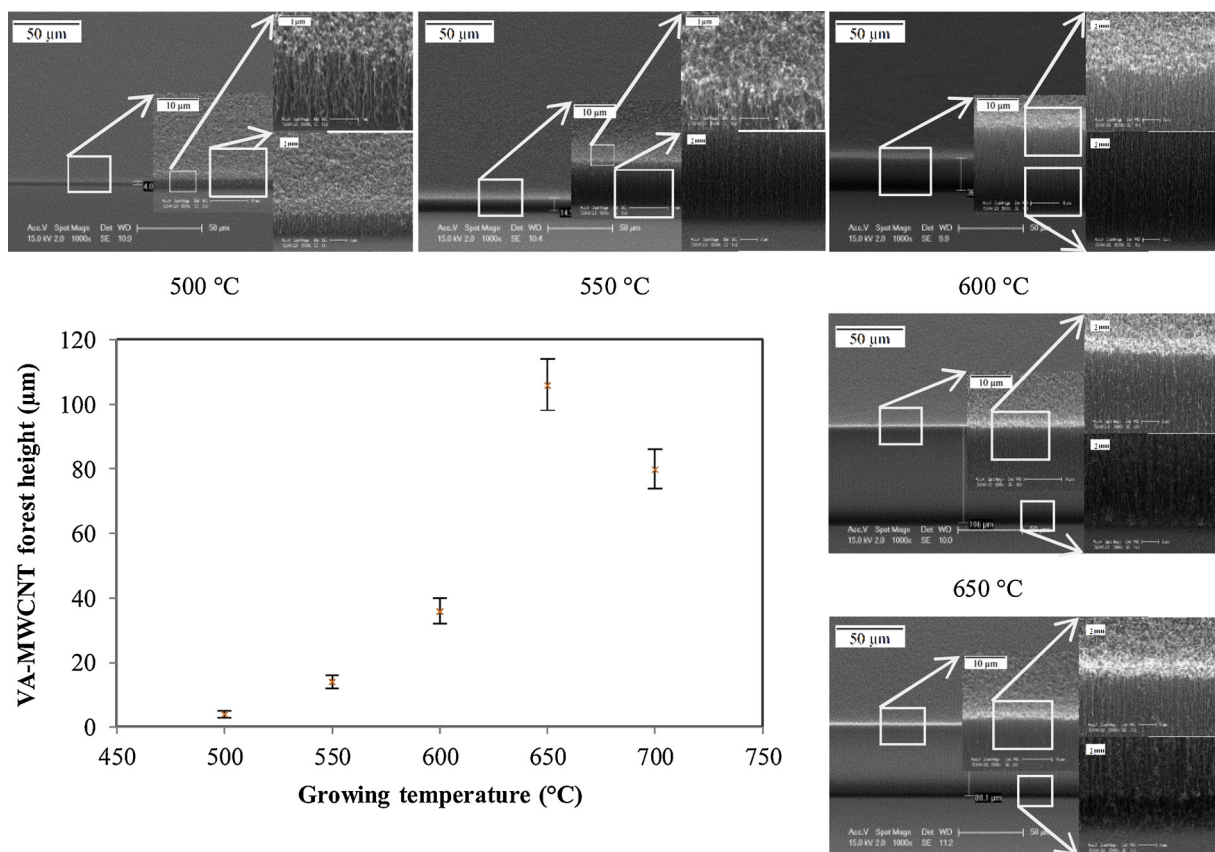 50 µm
1 µm
10 µm
2 µm
4.0
Acc.V Spot Magn Det WD
15.0 kV 2.0 1000x SE 10.9
50 µm
500 °C
50 µm
1 µm
10 µm
2 µm
14.
Acc.V Spot Magn Det WD
15.0 kV 2.0 1000x SE 10.4
50 µm
550 °C
50 µm
2 µm
10 µm
2 µm
Acc.V Spot Magn Det WD
15.0 kV 2.0 1000x SE 9.9
50 µm
600 °C
VA-MWCNT forest height (µm)
120
100
80
60
40
20
0
450 500 550 600 650 700 750
Growing temperature (°C)
50 µm
2 µm
10 µm
2 µm
106 µm
Acc.V Spot Magn Det WD
15.0 kV 2.0 1000x SE 10.0
50 µm
650 °C
50 µm
2 µm
10 µm
2 µm
80.1 µm
Acc.V Spot Magn Det WD
15.0 kV 2.0 1000x SE 11.2
50 µm